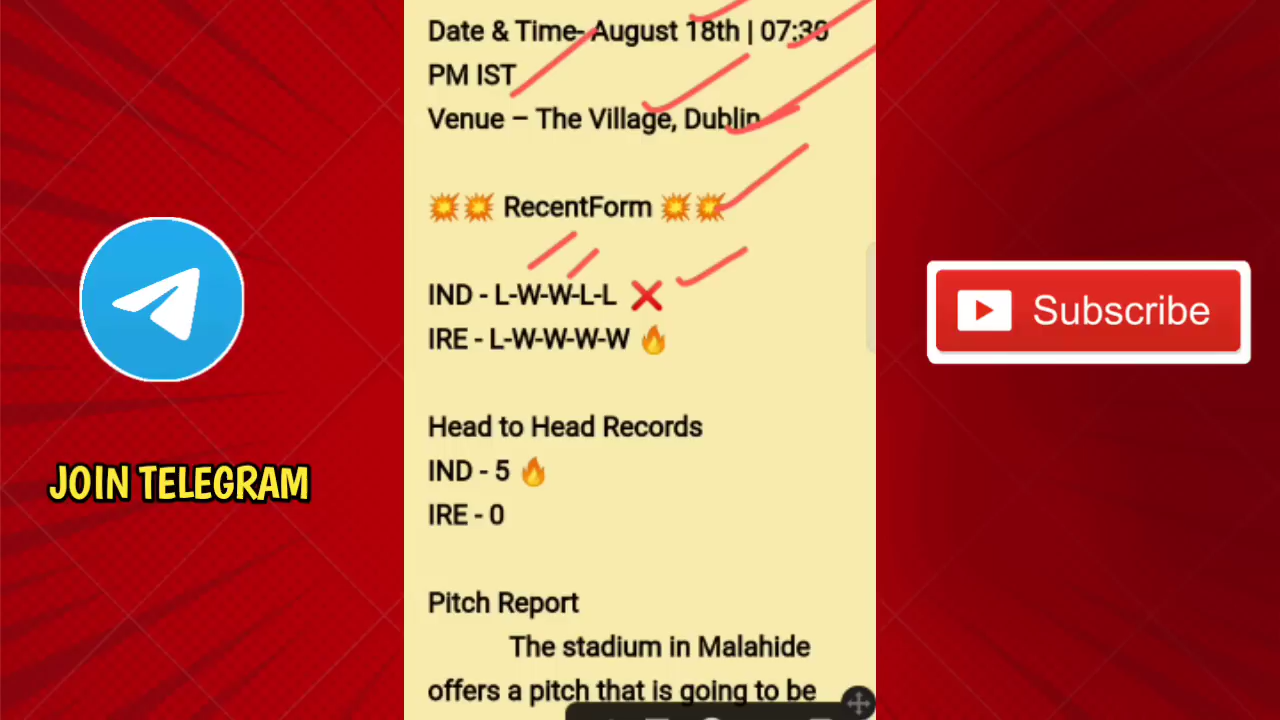 Date & Time- August 18th | 07:30
PM IST
Venue – The Village, Dublin
💥💥 RecentForm 💥💥
IND - L-W-W-L-L ❌
IRE - L-W-W-W-W 🔥
Head to Head Records
IND - 5 🔥
IRE - 0
Pitch Report
The stadium in Malahide
offers a pitch that is going to be
JOIN TELEGRAM
Subscribe